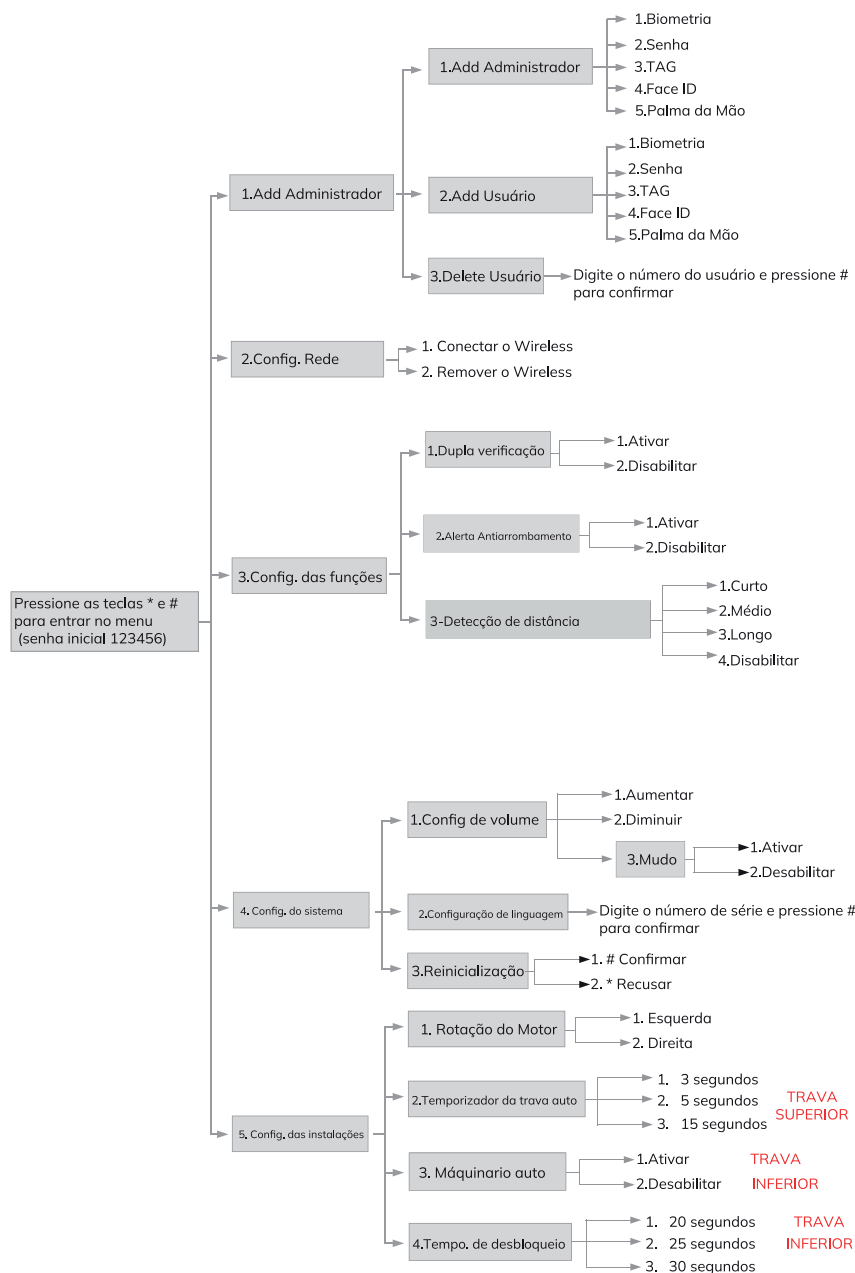 Pressione as teclas * e #
para entrar no menu
(senha inicial 123456)
1.Add Administrador
1.Add Administrador
1.Biometria
2.Senha
3.TAG
4.Face ID
5.Palma da Mão
2.Add Usuário
1.Biometria
2.Senha
3.TAG
4.Face ID
5.Palma da Mão
3.Delete Usuário
Digite o número do usuário e pressione #
para confirmar
2.Config. Rede
1. Conectar o Wireless
2. Remover o Wireless
3.Config. das funções
1.Dupla verificação
1.Ativar
2.Disabilitar
2.Alerta Antiarrombamento
1.Ativar
2.Disabilitar
3-Detecção de distância
1.Curto
2.Médio
3.Longo
4.Disabilitar
4. Config. do sistema
1.Config de volume
1.Aumentar
2.Diminuir
3.Mudo
1.Ativar
2.Desabilitar
2.Configuração de linguagem
Digite o número de série e pressione #
para confirmar
3.Reinicialização
1. # Confirmar
2. * Recusar
5. Config. das instalações
1. Rotação do Motor
1. Esquerda
2. Direita
2.Temporizador da trava auto
1. 3 segundos
2. 5 segundos
3. 15 segundos
TRAVA
SUPERIOR
3. Máquinario auto
1.Ativar
2.Desabilitar
TRAVA
INFERIOR
4.Tempo. de desbloqueio
1. 20 segundos
2. 25 segundos
3. 30 segundos
TRAVA
INFERIOR